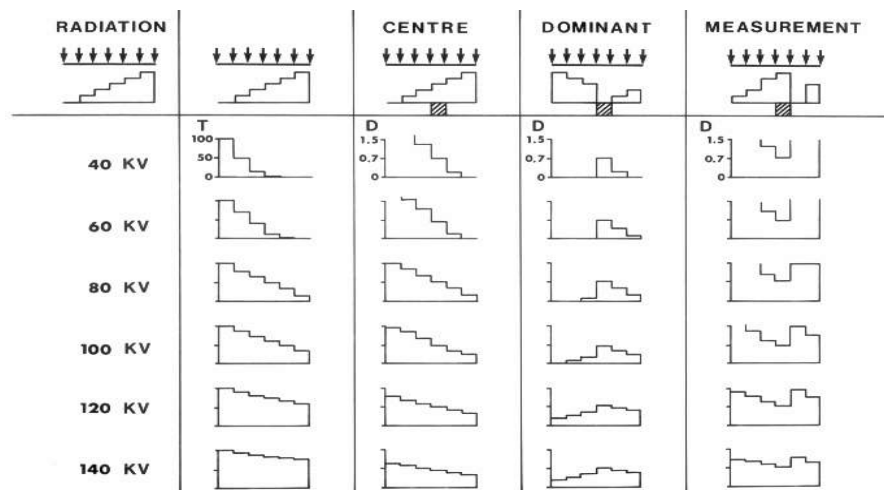 RADIATION CENTRE DOMINANT MEASUREMENT
T D D D
100 1.5 1.5 1.5
40 KV 50 0.7 0.7 0.7
0 0 0 0
60 KV
80 KV
100 KV
120 KV
140 KV